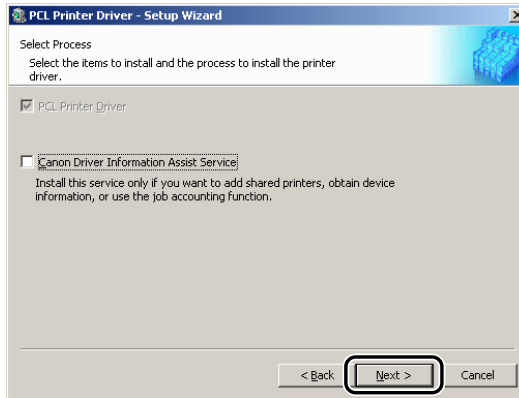 PCL Printer Driver - Setup Wizard
Select Process
Select the items to install and the process to install the printer
driver.
PCL Printer Driver
Canon Driver Information Assist Service
Install this service only if you want to add shared printers, obtain device
information, or use the job accounting function.
< Back Next > Cancel